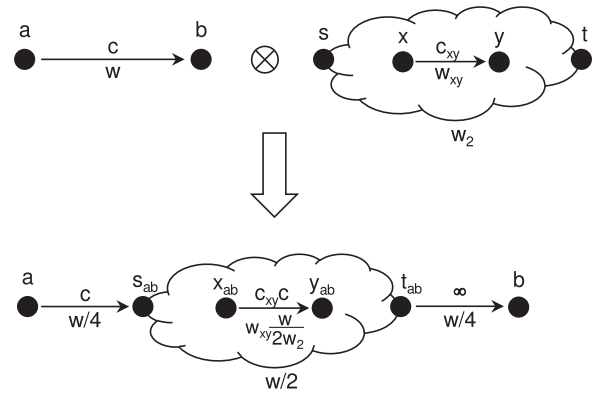 a c b ⊗ s x c_xy y t
w w_xy
w_2
a c s_ab x_ab c_xy c y_ab t_ab ∞ b
w/4 w_xy w/2w_2 w/4
w/2